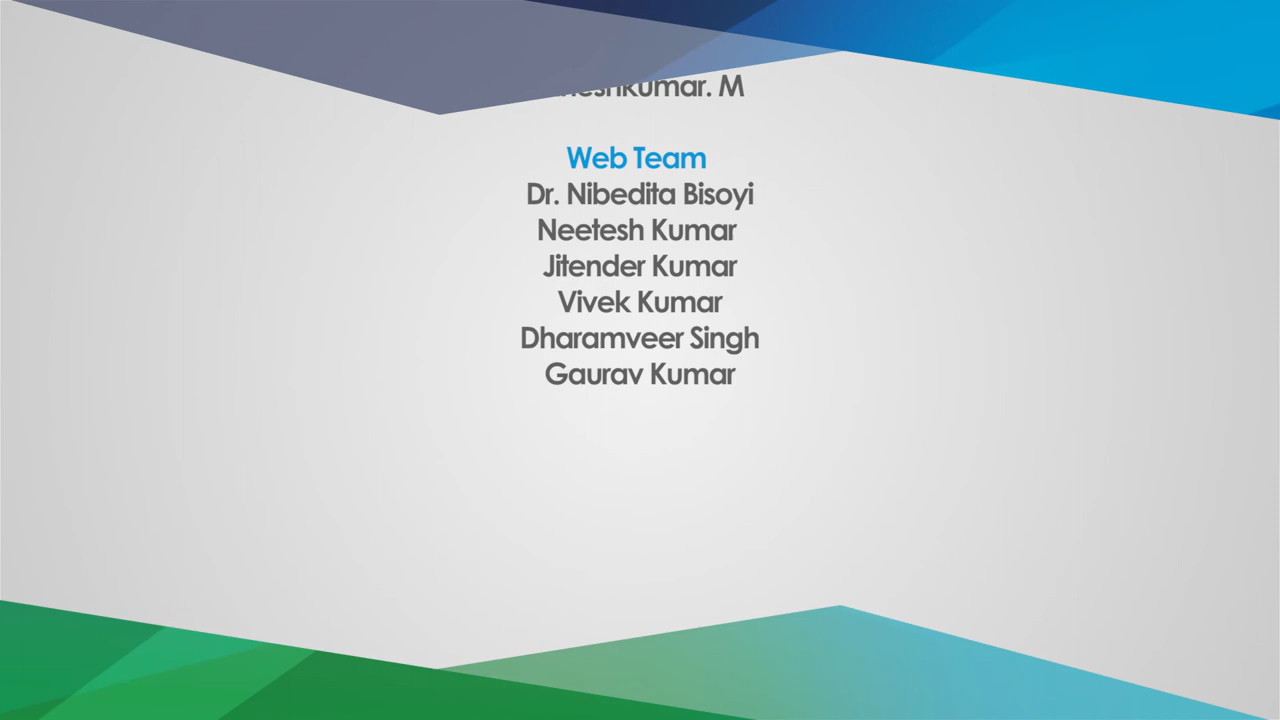 M
Web Team
Dr. Nibedita Bisoyi
Neetesh Kumar
Jitender Kumar
Vivek Kumar
Dharamveer Singh
Gaurav Kumar